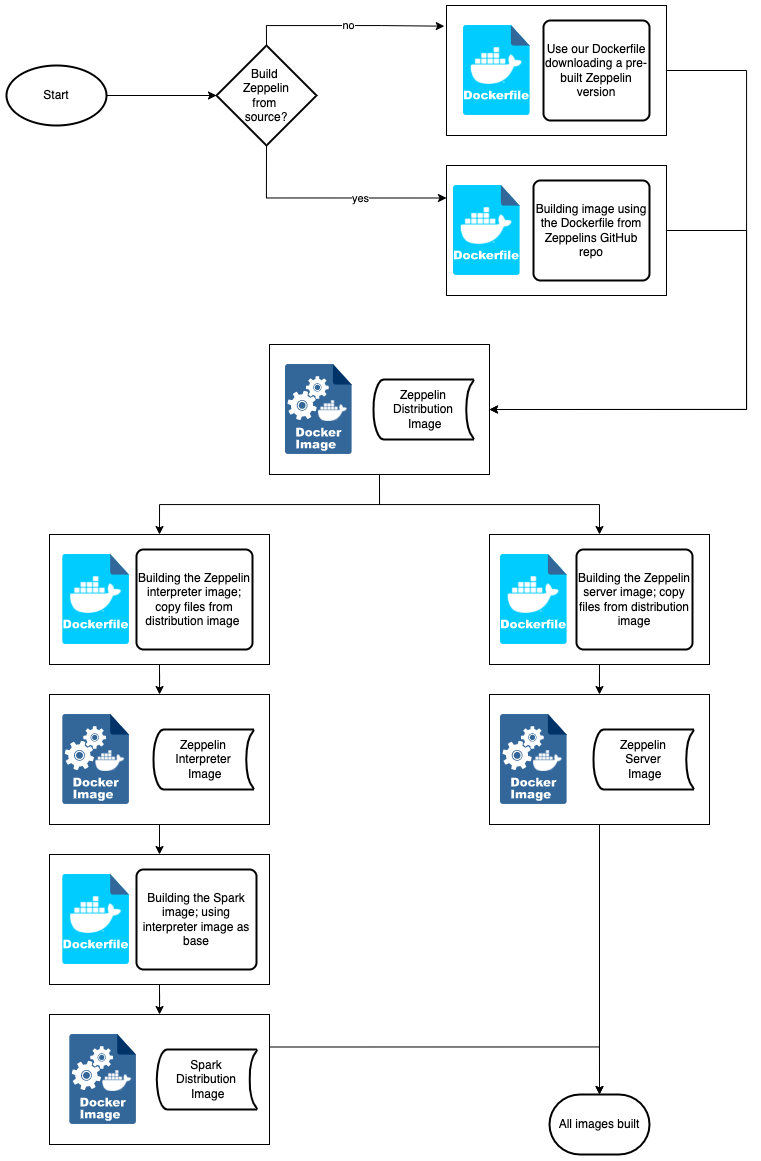 no
Dockerfile
Use our Dockerfile
downloading a pre-
built Zeppelin
version
Start
Build
Zeppelin
from
source?
yes
Dockerfile
Building image using
the Dockerfile from
Zeppelins GitHub
repo
Docker
Image
Zeppelin
Distribution
Image
Dockerfile
Building the Zeppelin
interpreter image;
copy files from
distribution image
Dockerfile
Building the Zeppelin
server image; copy
files from distribution
image
Docker
Image
Zeppelin
Interpreter
Image
Docker
Image
Zeppelin
Server
Image
Dockerfile
Building the Spark
image; using
interpreter image as
base
Docker
Image
Spark
Distribution
Image
All images built